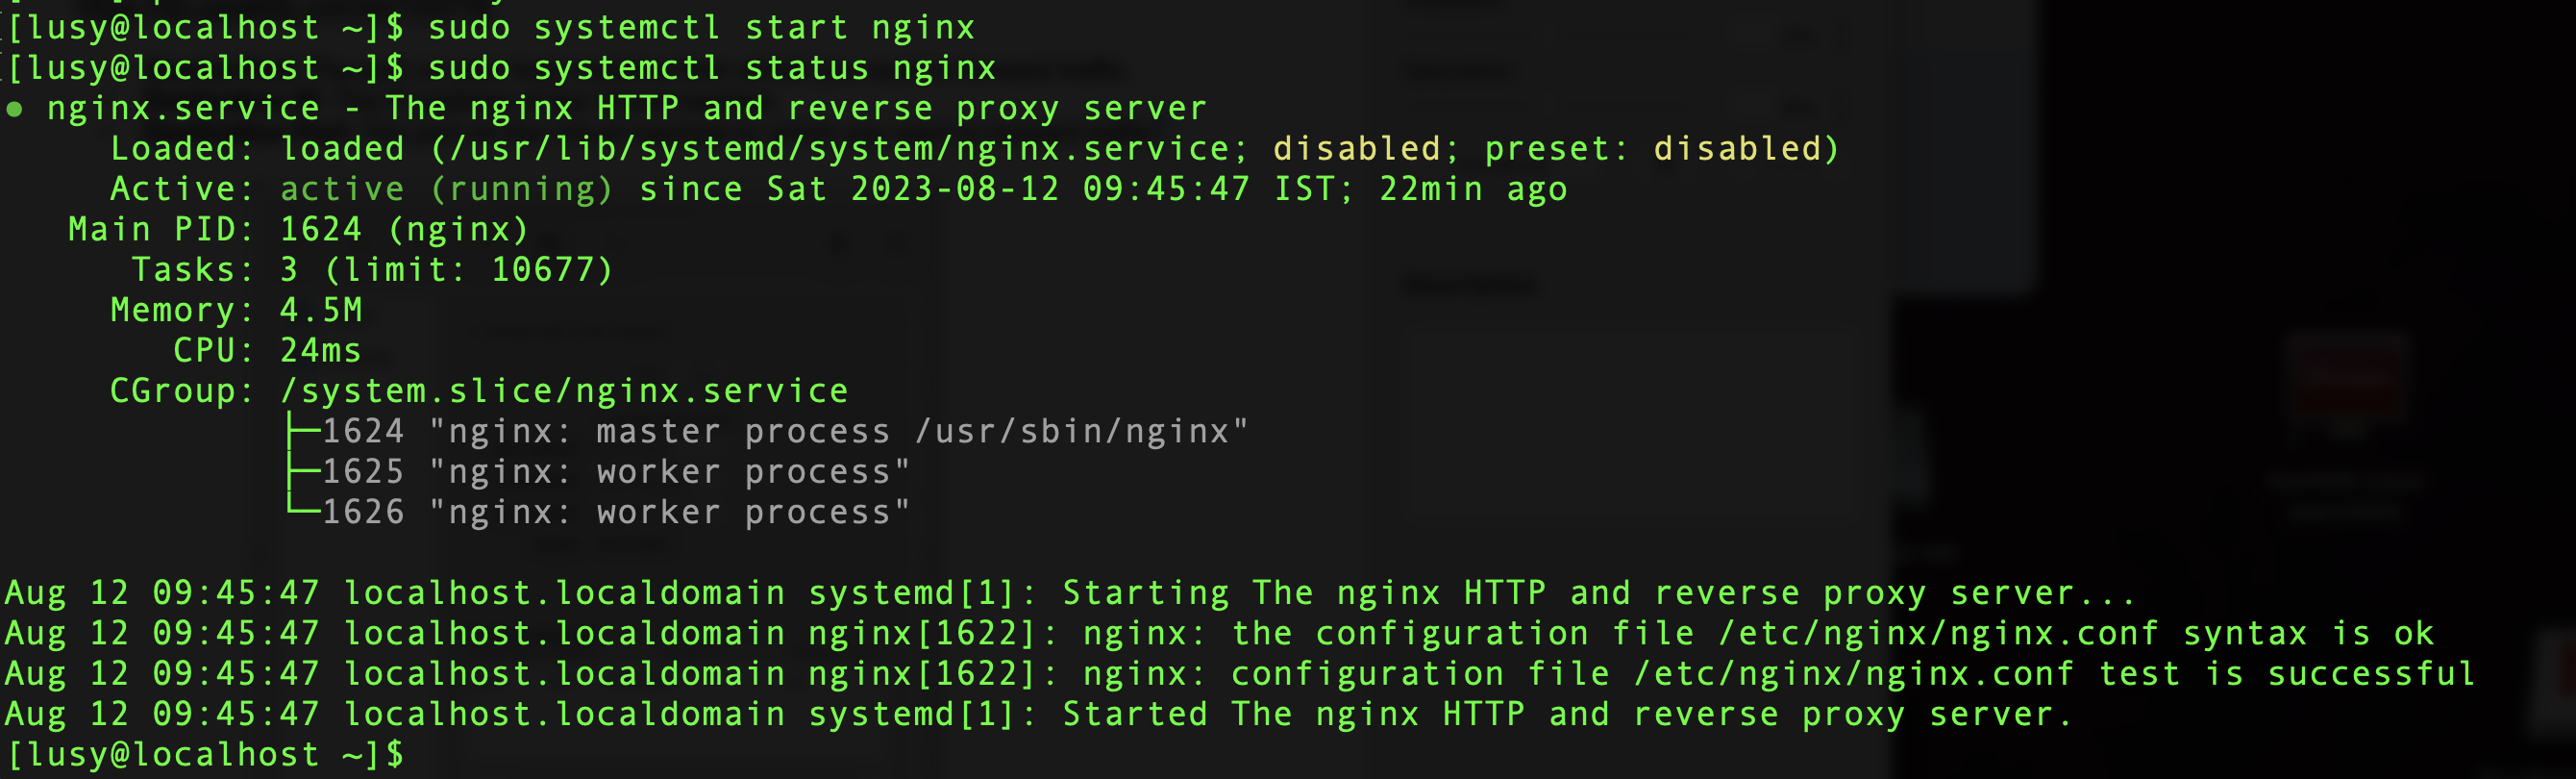 [lusy@localhost ~]$ sudo systemctl start nginx
[lusy@localhost ~]$ sudo systemctl status nginx
● nginx.service - The nginx HTTP and reverse proxy server
     Loaded: loaded (/usr/lib/systemd/system/nginx.service; disabled; preset: disabled)
     Active: active (running) since Sat 2023-08-12 09:45:47 IST; 22min ago
   Main PID: 1624 (nginx)
      Tasks: 3 (limit: 10677)
     Memory: 4.5M
        CPU: 24ms
     CGroup: /system.slice/nginx.service
             ├─1624 "nginx: master process /usr/sbin/nginx"
             ├─1625 "nginx: worker process"
             └─1626 "nginx: worker process"
Aug 12 09:45:47 localhost.localdomain systemd[1]: Starting The nginx HTTP and reverse proxy server...
Aug 12 09:45:47 localhost.localdomain nginx[1622]: nginx: the configuration file /etc/nginx/nginx.conf syntax is ok
Aug 12 09:45:47 localhost.localdomain nginx[1622]: nginx: configuration file /etc/nginx/nginx.conf test is successful
Aug 12 09:45:47 localhost.localdomain systemd[1]: Started The nginx HTTP and reverse proxy server.
[lusy@localhost ~]$